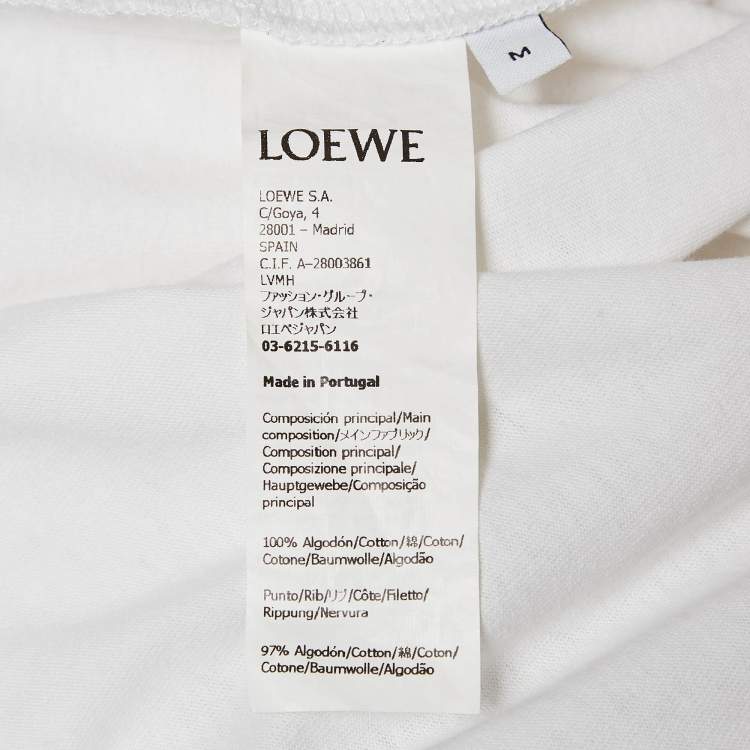 M
LOEWE
LOEWE S.A.
C/Goya, 4
28001 – Madrid
SPAIN
C.I.F. A–28003861
LVMH
ファッション・グループ・
ジャパン株式会社
ロエベジャパン
03-6215-6116
Made in Portugal
Composición principal/Main
composition/メインファブリック/
Composition principal/
Composizione principale/
Hauptgewebe/Composição
principal
100% Algodón/Cotton/綿/Coton/
Cotone/Baumwolle/Algodão
Punto/Rib/リブ/Côte/Filetto/
Rippung/Nervura
97% Algodón/Cotton/綿/Coton/
Cotone/Baumwolle/Algodão